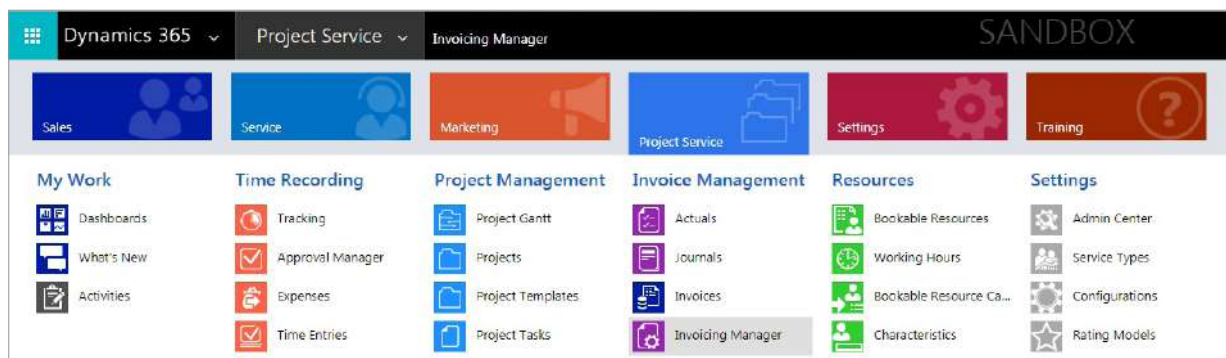 Dynamics 365 Project Service Invoicing Manager SANDBOX
Sales Service Marketing Project Service Settings Training
My Work Time Recording Project Management Invoice Management Resources Settings
Dashboards Tracking Project Gantt Actuals Bookable Resources Admin Center
What's New Approval Manager Projects Journals Working Hours Service Types
Activities Expenses Project Templates Invoices Bookable Resource Ca... Configurations
Time Entries Project Tasks Invoicing Manager Characteristics Rating Models